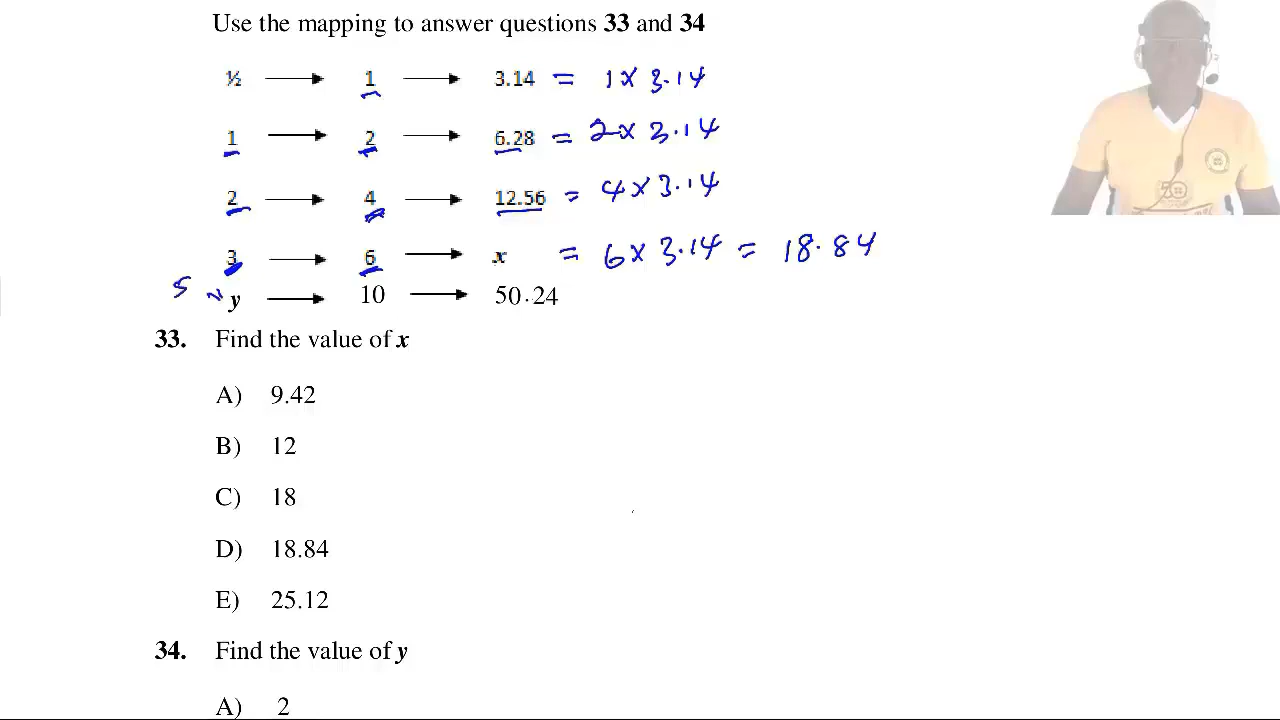 Use the mapping to answer questions 33 and 34
½ → 1 → 3.14 = 1 x 3.14
1 → 2 → 6.28 = 2 x 3.14
2 → 4 → 12.56 = 4 x 3.14
3 → 6 → x = 6 x 3.14 = 18.84
5 y → 10 → 50.24
33. Find the value of x
A) 9.42
B) 12
C) 18
D) 18.84
E) 25.12
34. Find the value of y
A) 2